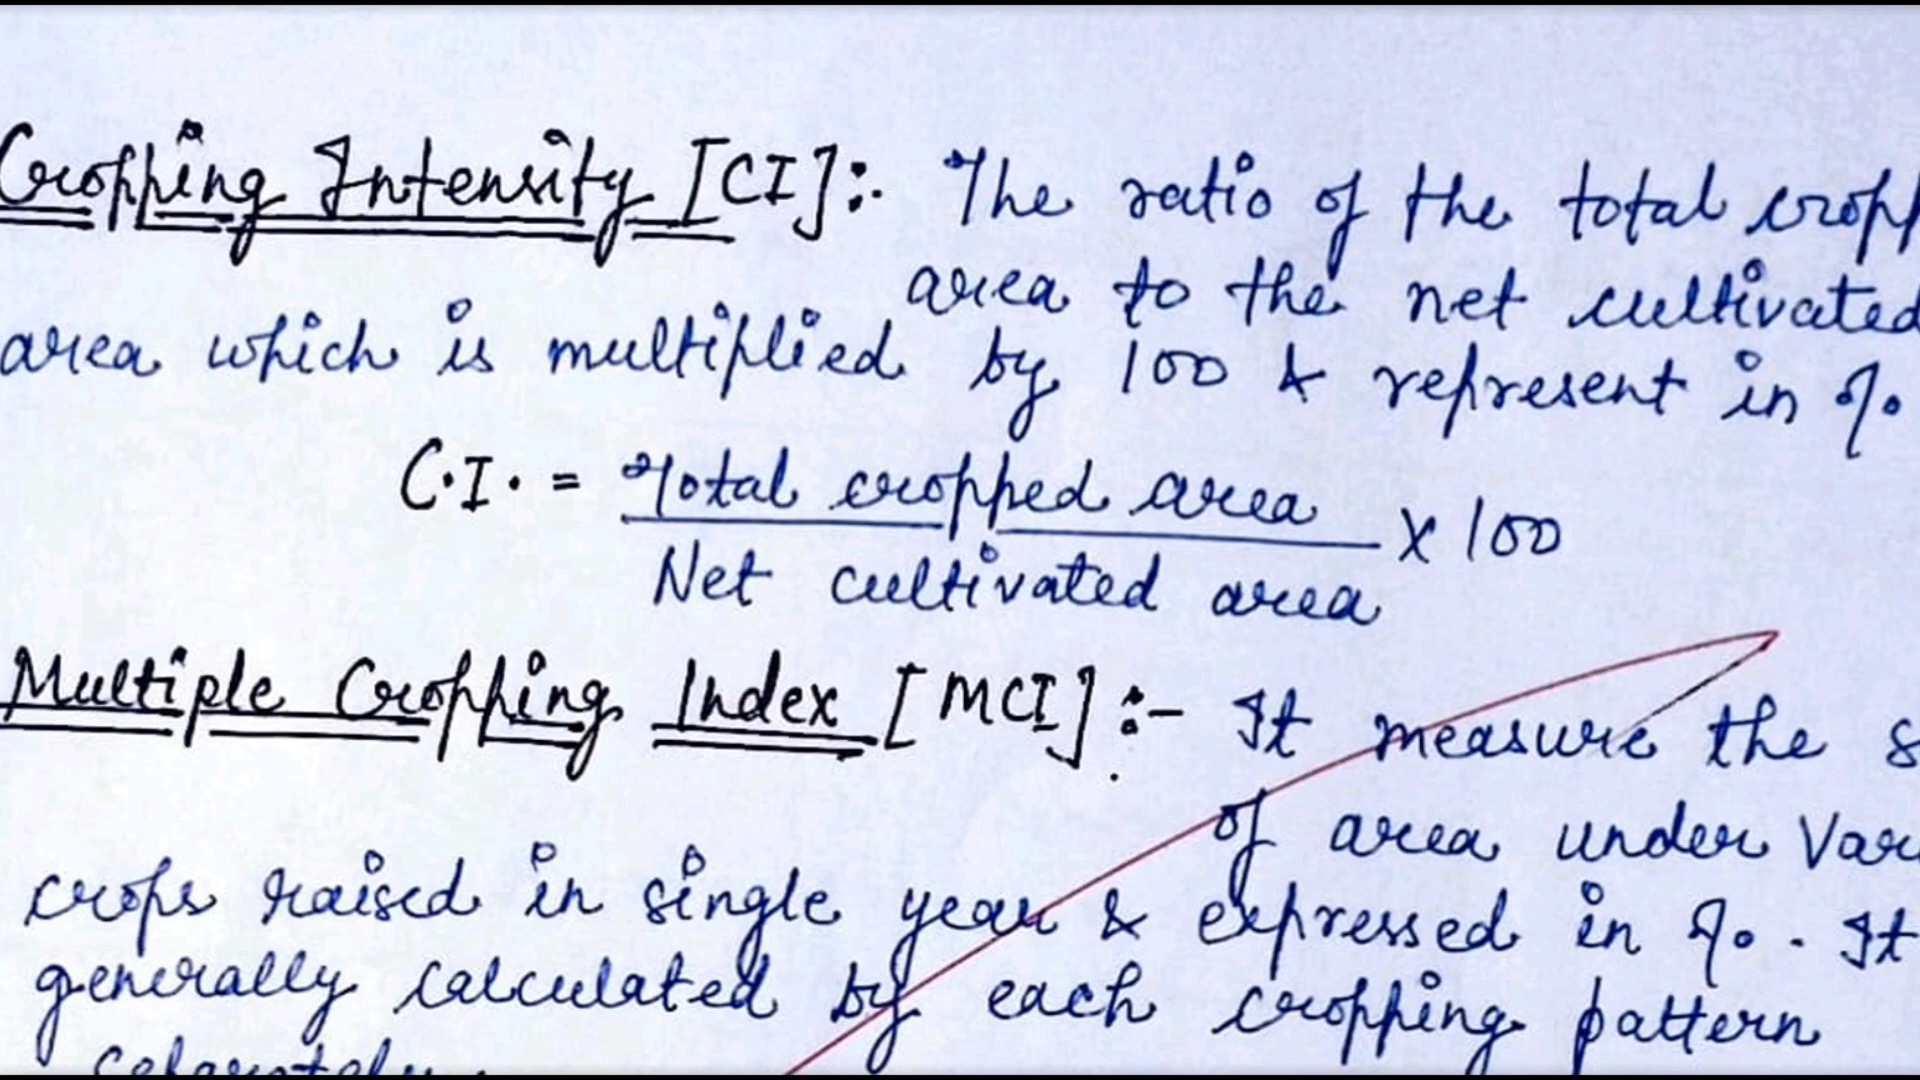 Cropping Intensity [CI]:- The ratio of the total cropp
area to the net cultivated
area which is multiplied by 100 & represent in %
C.I. = Total cropped area / Net cultivated area x 100
Multiple Cropping Index [MCI]:- It measure the s
of area under Var
crops raised in single year & expressed in %. It
generally calculated by each cropping pattern